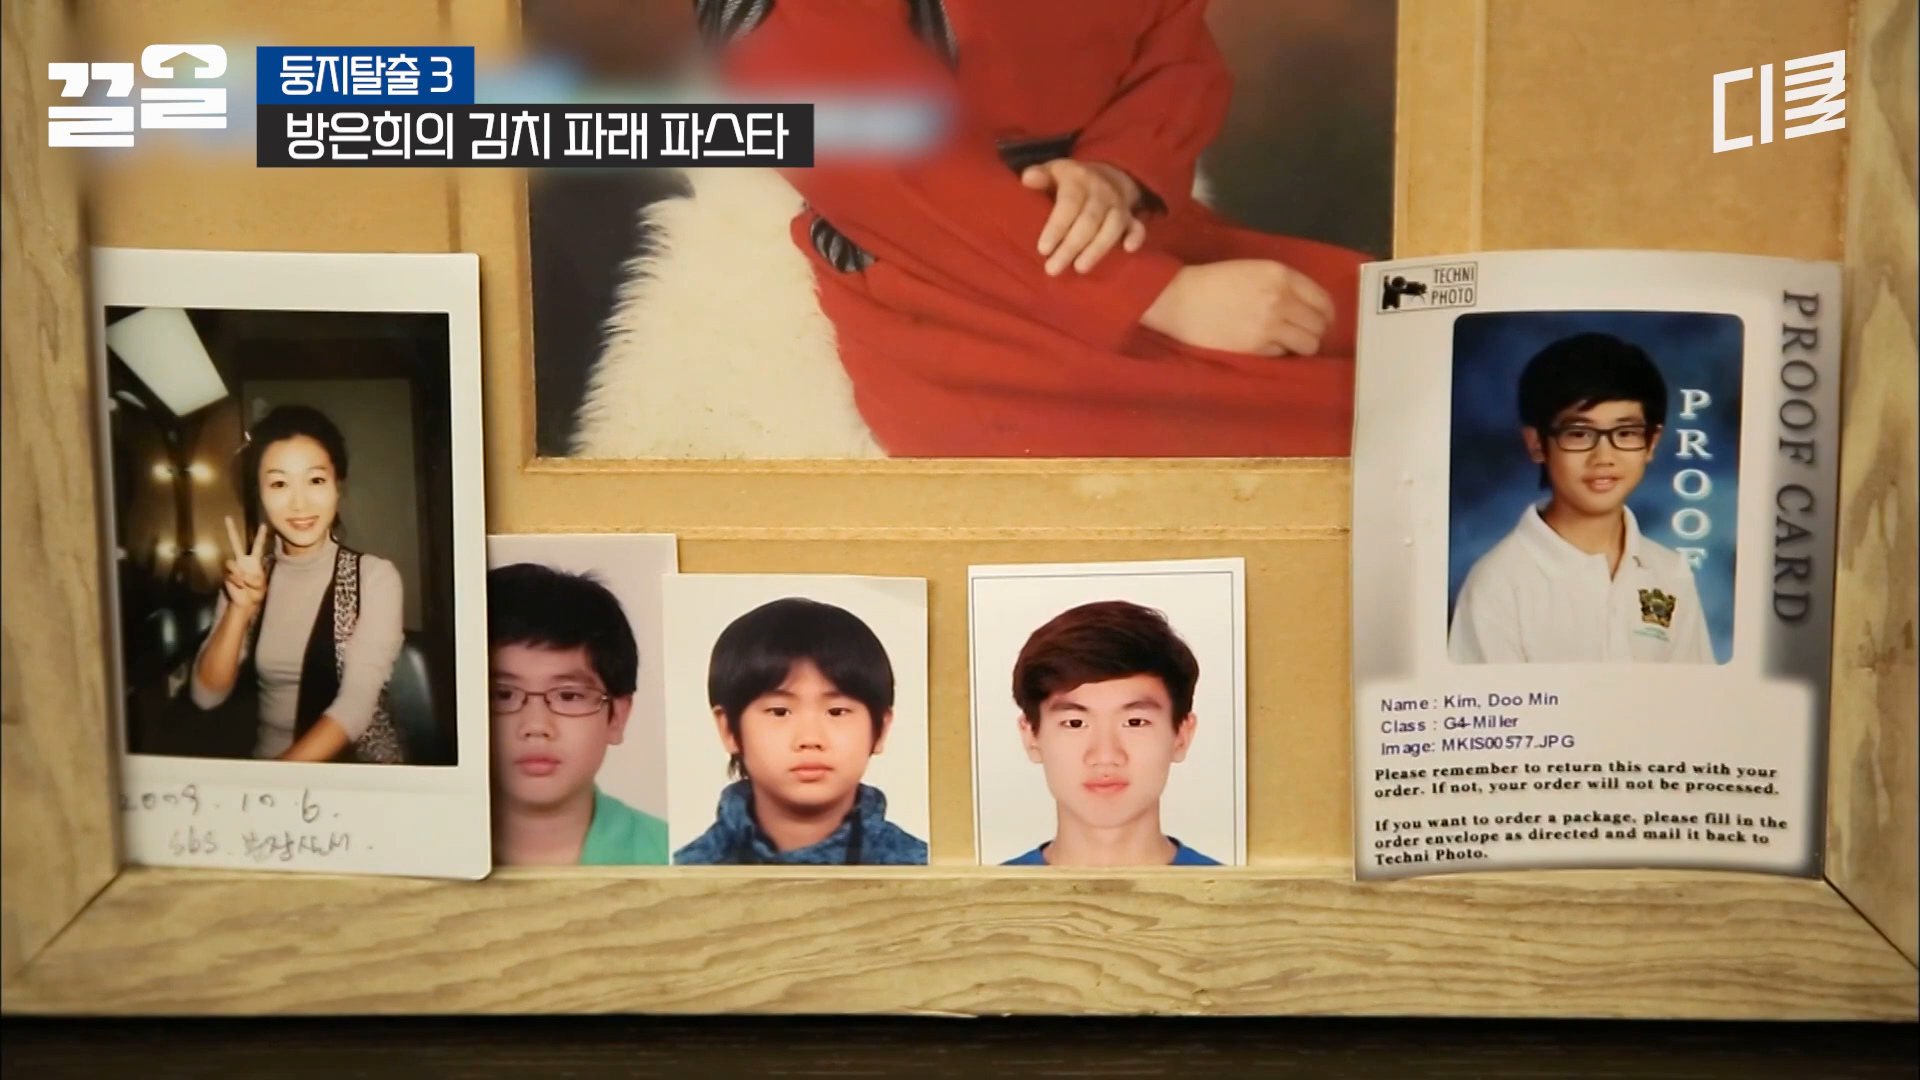 끌올
둥지탈출 3
방은희의 김치 파래 파스타
디클
TECHNI
PHOTO
PROOF
PROOF CARD
Name : Kim, Doo Min
Class : G4-Miller
Image: MKIS00577.JPG
Please remember to return this card with your
order. If not, your order will not be processed.
If you want to order a package, please fill in the
order envelope as directed and mail it back to
Techni Photo.
2009. 10. 6.
sbs.